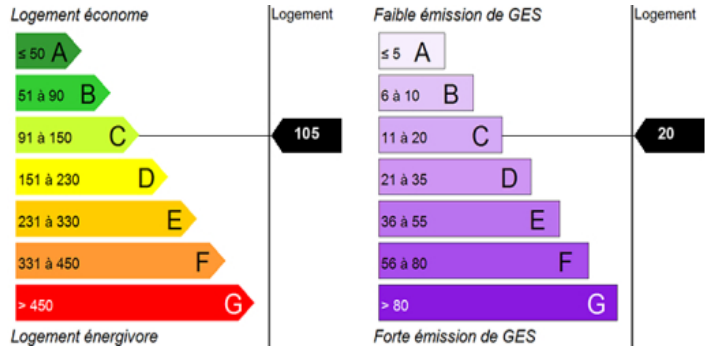 Logement économe
Logement
≤ 50 A
51 à 90 B
91 à 150 C
105
151 à 230 D
231 à 330 E
331 à 450 F
> 450 G
Logement énergivore
Faible émission de GES
Logement
≤ 5 A
6 à 10 B
11 à 20 C
20
21 à 35 D
36 à 55 E
56 à 80 F
> 80 G
Forte émission de GES